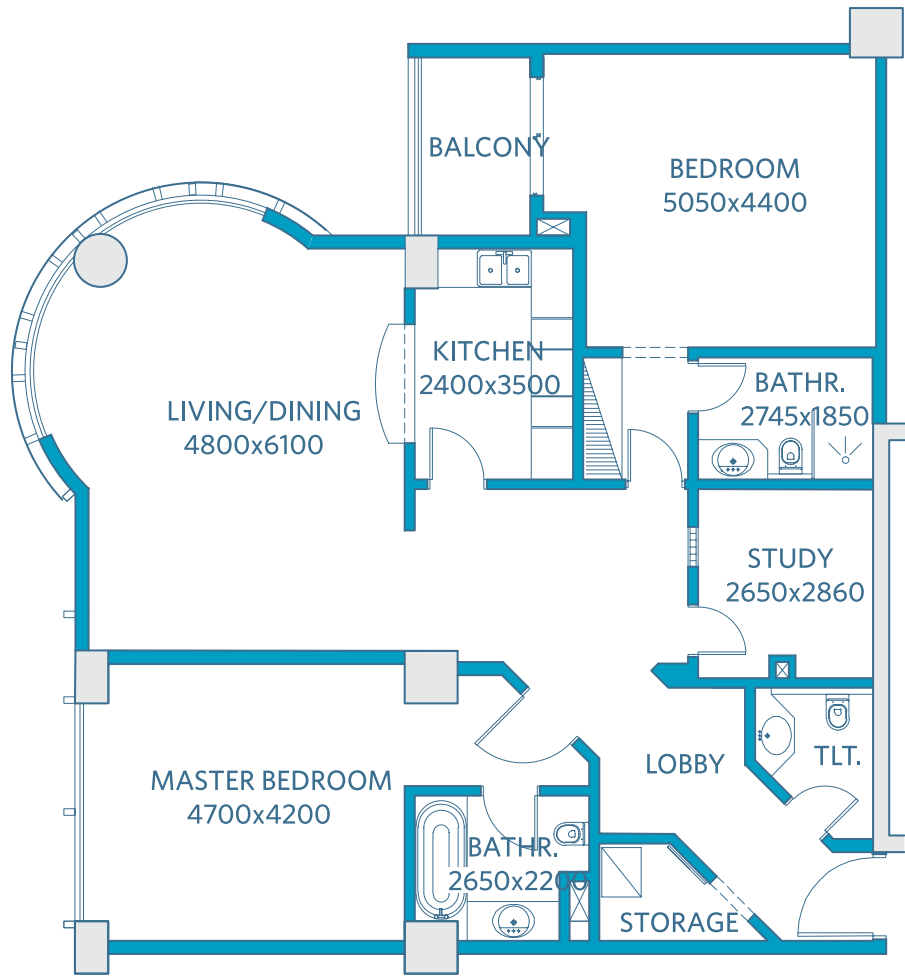 BALCONY
BEDROOM
5050x4400
KITCHEN
2400x3500
BATHR.
2745x1850
LIVING/DINING
4800x6100
STUDY
2650x2860
LOBBY
TLT.
MASTER BEDROOM
4700x4200
BATHR.
2650x2200
STORAGE